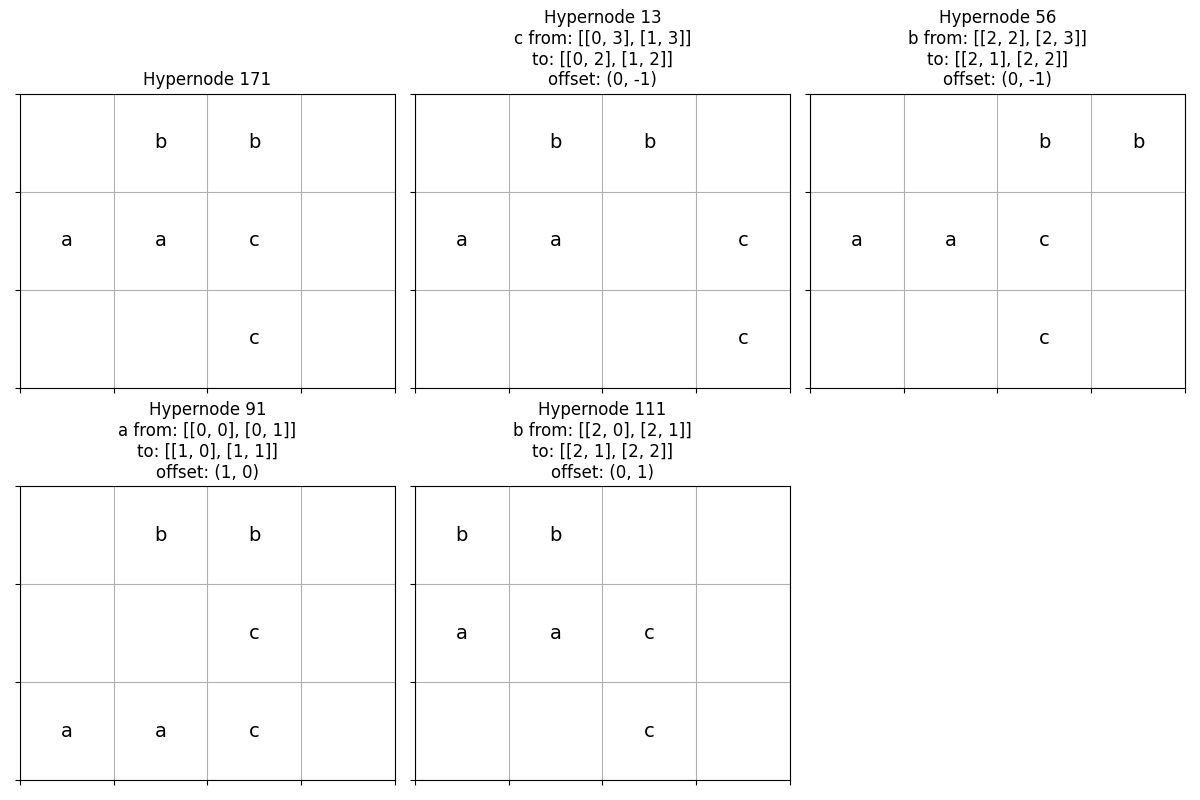 Hypernode 171
b b
a a c
c
Hypernode 13
c from: [[0, 3], [1, 3]]
to: [[0, 2], [1, 2]]
offset: (0, -1)
b b
a a c
c
Hypernode 56
b from: [[2, 2], [2, 3]]
to: [[2, 1], [2, 2]]
offset: (0, -1)
b b
a a c
c
Hypernode 91
a from: [[0, 0], [0, 1]]
to: [[1, 0], [1, 1]]
offset: (1, 0)
b b
c
a a c
Hypernode 111
b from: [[2, 0], [2, 1]]
to: [[2, 1], [2, 2]]
offset: (0, 1)
b b
a a c
c